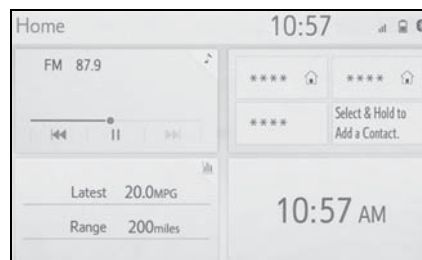 Home 10:57
FM 87.9
**** ****
****
Select & Hold to
Add a Contact.
Latest 20.0MPG
Range 200miles
10:57 AM